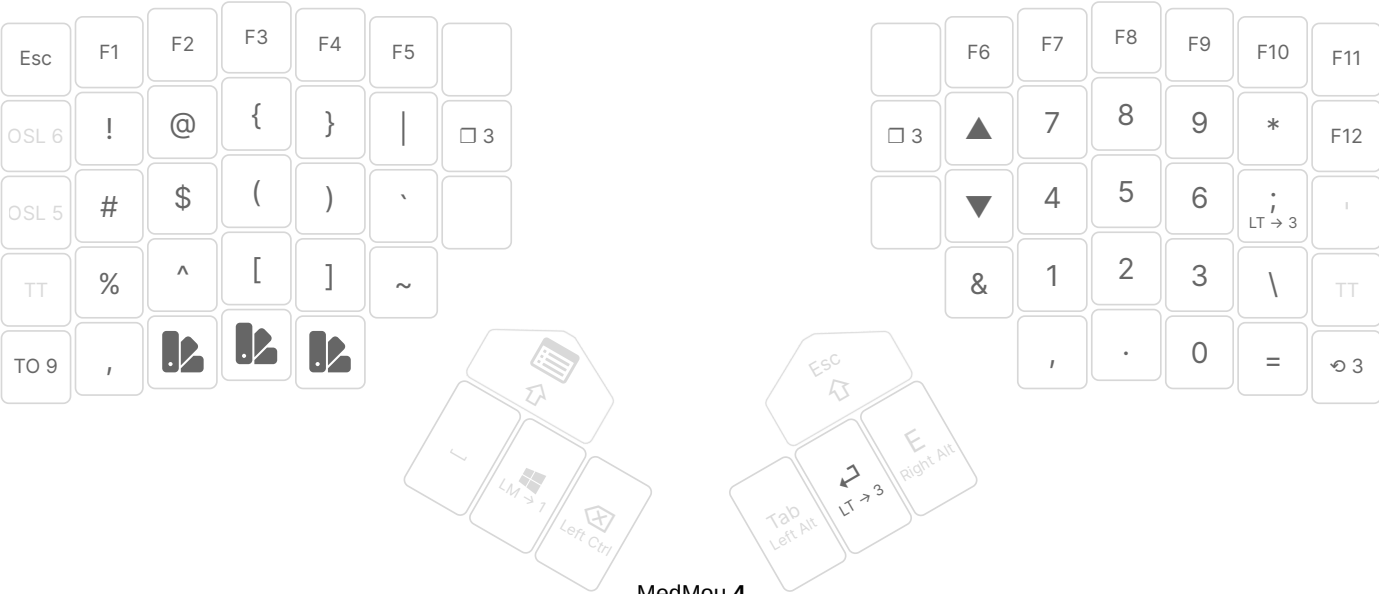 Esc F1 F2 F3 F4 F5 F6 F7 F8 F9 F10 F11
OSL 6 ! @ { } | ❐ 3 ❐ 3 ▲ 7 8 9 * F12
OSL 5 # $ ( ) ` ▼ 4 5 6 ; '
LT → 3
TT % ^ [ ] ~ & 1 2 3 \ TT
TO 9 , , . 0 = ⟲ 3
Esc
E
Right Alt
LM → 1
LT → 3
Left Ctrl
Tab
Left Alt